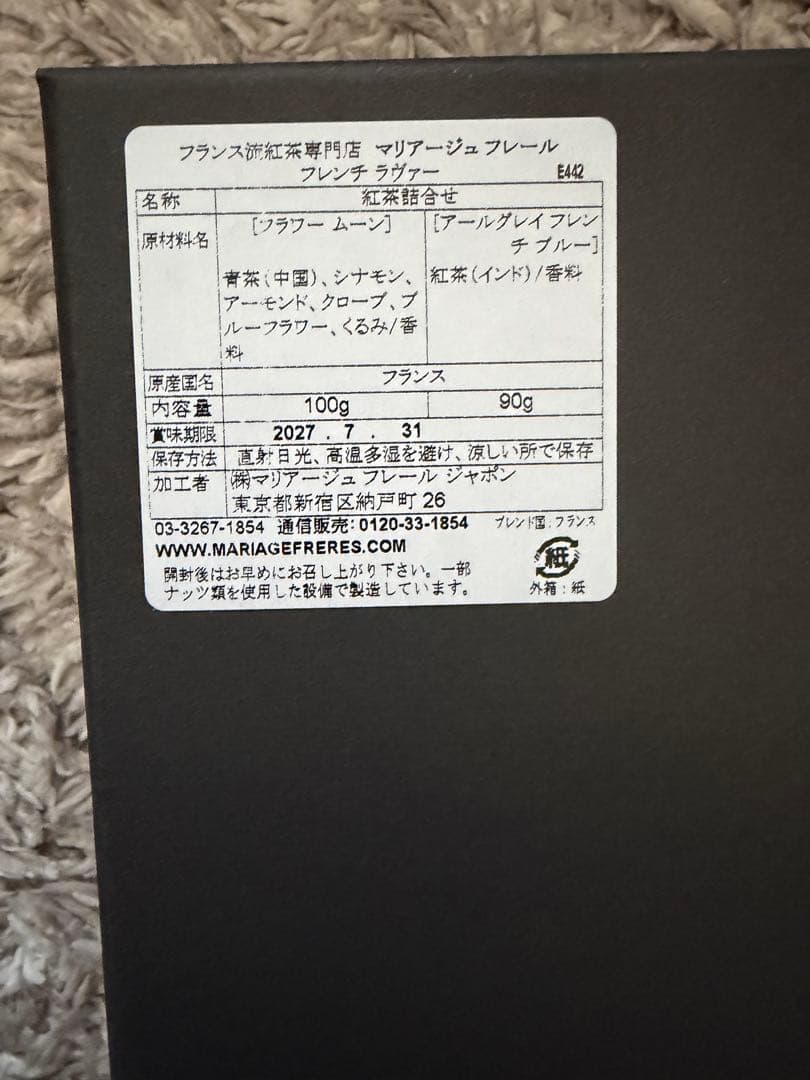 フランス流紅茶専門店 マリアージュ フレール
フレンチ ラヴァー E442
名称 紅茶詰合せ
原材料名 [フラワー ムーン] [アールグレイ フレン
チ ブルー]
青茶(中国)、シナモン、 紅茶(インド)/香料
アーモンド、クローブ、ブ
ルーフラワー、くるみ/香
料
原産国名 フランス
内容量 100g 90g
賞味期限 2027 . 7 . 31
保存方法 直射日光、高温多湿を避け、涼しい所で保存
加工者 ㈱マリアージュ フレール ジャポン
東京都新宿区納戸町 26
03-3267-1854 通信販売:0120-33-1854 ブレンド国:フランス
WWW.MARIAGEFRERES.COM
開封後はお早めにお召し上がり下さい。一部
ナッツ類を使用した設備で製造しています。
紙
外箱:紙